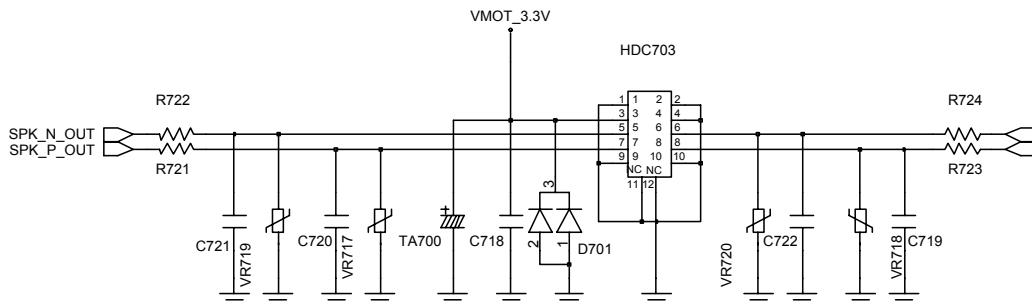 VMOT_3.3V
HDC703
R722
R724
1 1 2 2
3 3 4 4
SPK_N_OUT
5 5 6 6
SPK_P_OUT
7 7 8 8
9 9 10 10
R721
R723
NC NC
11 12
3
+
C721
VR719
C720
VR717
TA700
C718
2
1
D701
VR720
C722
VR718
C719